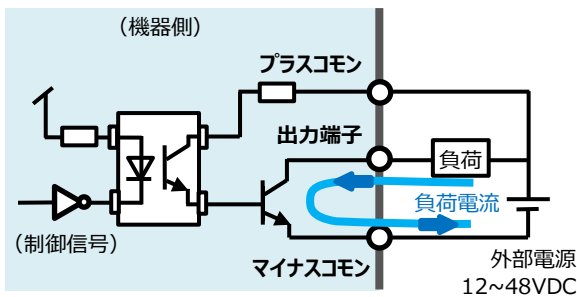 （機器側）
プラスコモン
出力端子
負荷
負荷電流
（制御信号）
マイナスコモン
外部電源
12~48VDC